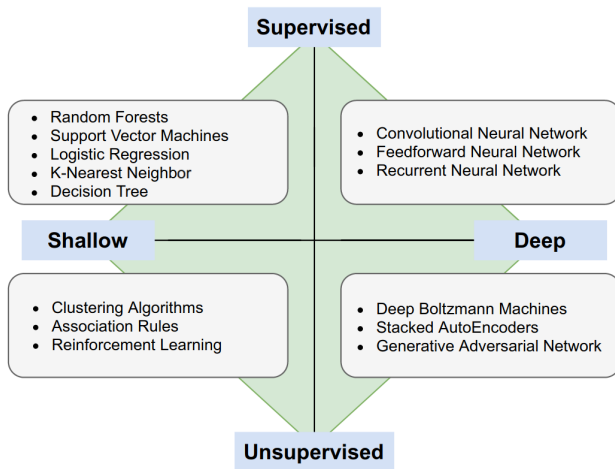 Supervised
• Random Forests
• Support Vector Machines
• Logistic Regression
• K-Nearest Neighbor
• Decision Tree
• Convolutional Neural Network
• Feedforward Neural Network
• Recurrent Neural Network
Shallow
Deep
• Clustering Algorithms
• Association Rules
• Reinforcement Learning
• Deep Boltzmann Machines
• Stacked AutoEncoders
• Generative Adversarial Network
Unsupervised